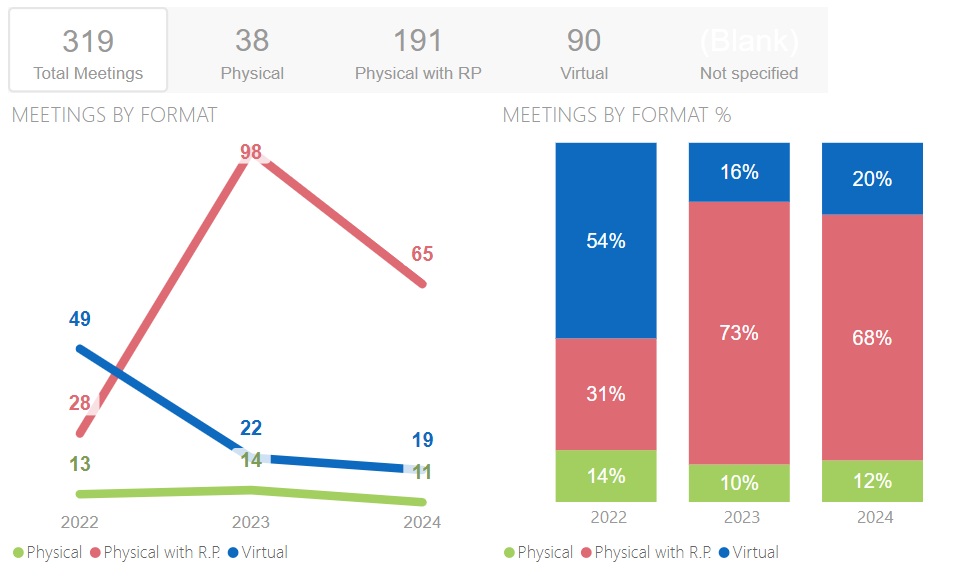 319 38 191 90 (Blank)
Total Meetings Physical Physical with RP Virtual Not specified
MEETINGS BY FORMAT
98
65
49
28
22
19
13
14
11
2022 2023 2024
Physical Physical with R.P. Virtual
MEETINGS BY FORMAT %
16%
20%
54%
73%
68%
31%
14%
10%
12%
2022 2023 2024
Physical Physical with R.P. Virtual